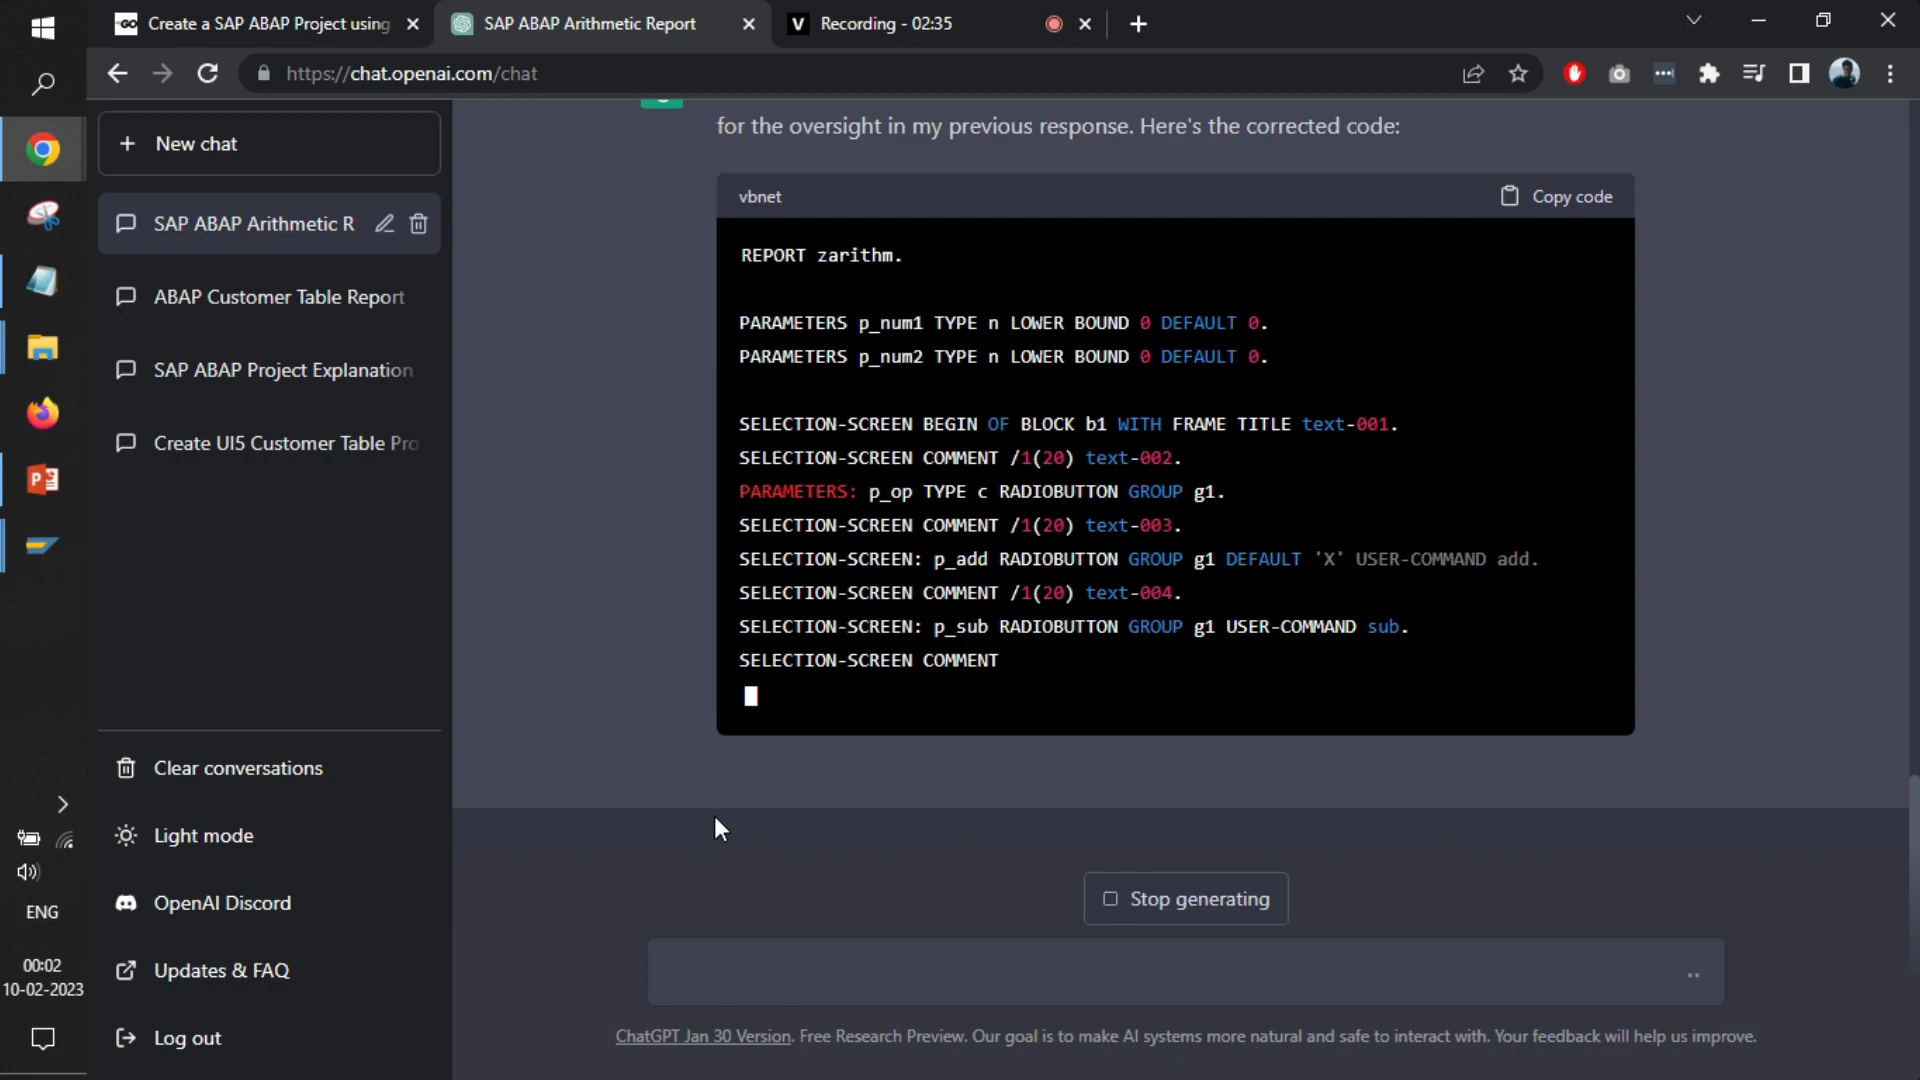 Create a SAP ABAP Project using
SAP ABAP Arithmetic Report
V Recording - 02:35
https://chat.openai.com/chat
New chat
SAP ABAP Arithmetic R
ABAP Customer Table Report
SAP ABAP Project Explanation
Create UI5 Customer Table Pro
Clear conversations
Light mode
OpenAI Discord
Updates & FAQ
Log out
ENG
00:02
10-02-2023
for the oversight in my previous response. Here's the corrected code:
vbnet
Copy code
REPORT zarithm.
PARAMETERS p_num1 TYPE n LOWER BOUND 0 DEFAULT 0.
PARAMETERS p_num2 TYPE n LOWER BOUND 0 DEFAULT 0.
SELECTION-SCREEN BEGIN OF BLOCK b1 WITH FRAME TITLE text-001.
SELECTION-SCREEN COMMENT /1(20) text-002.
PARAMETERS: p_op TYPE c RADIOBUTTON GROUP g1.
SELECTION-SCREEN COMMENT /1(20) text-003.
SELECTION-SCREEN: p_add RADIOBUTTON GROUP g1 DEFAULT 'X' USER-COMMAND add.
SELECTION-SCREEN COMMENT /1(20) text-004.
SELECTION-SCREEN: p_sub RADIOBUTTON GROUP g1 USER-COMMAND sub.
SELECTION-SCREEN COMMENT
Stop generating
ChatGPT Jan 30 Version. Free Research Preview. Our goal is to make AI systems more natural and safe to interact with. Your feedback will help us improve.